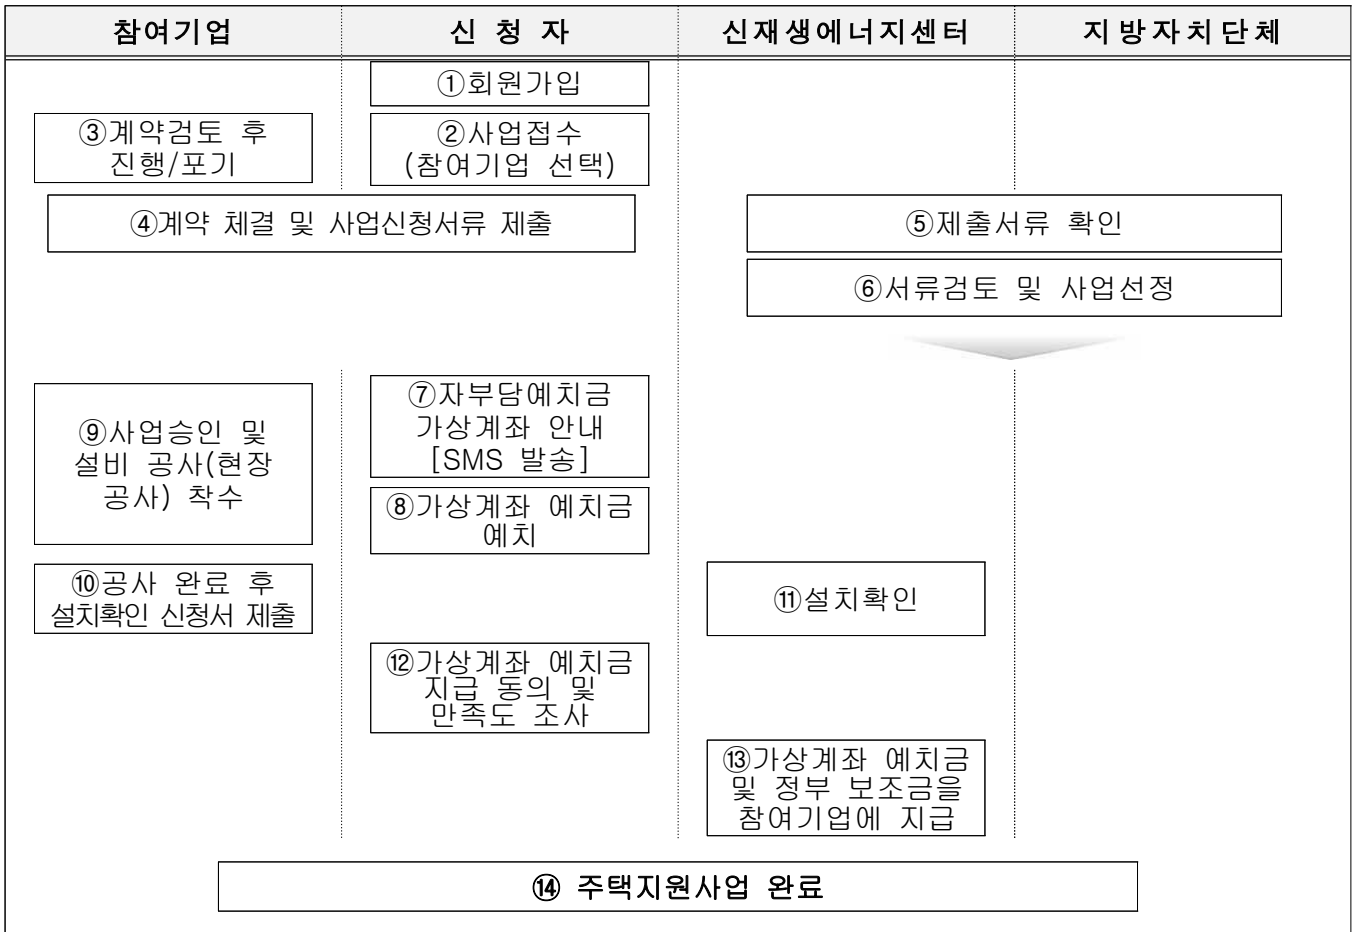 참여기업
신 청 자
신재생에너지센터
지방자치단체
①회원가입
③계약검토 후
진행/포기
②사업접수
(참여기업 선택)
④계약 체결 및 사업신청서류 제출
⑤제출서류 확인
⑥서류검토 및 사업선정
⑦자부담예치금
가상계좌 안내
[SMS 발송]
⑧가상계좌 예치금
예치
⑨사업승인 및
설비 공사(현장
공사) 착수
⑩공사 완료 후
설치확인 신청서 제출
⑪설치확인
⑫가상계좌 예치금
지급 동의 및
만족도 조사
⑬가상계좌 예치금
및 정부 보조금을
참여기업에 지급
⑭ 주택지원사업 완료